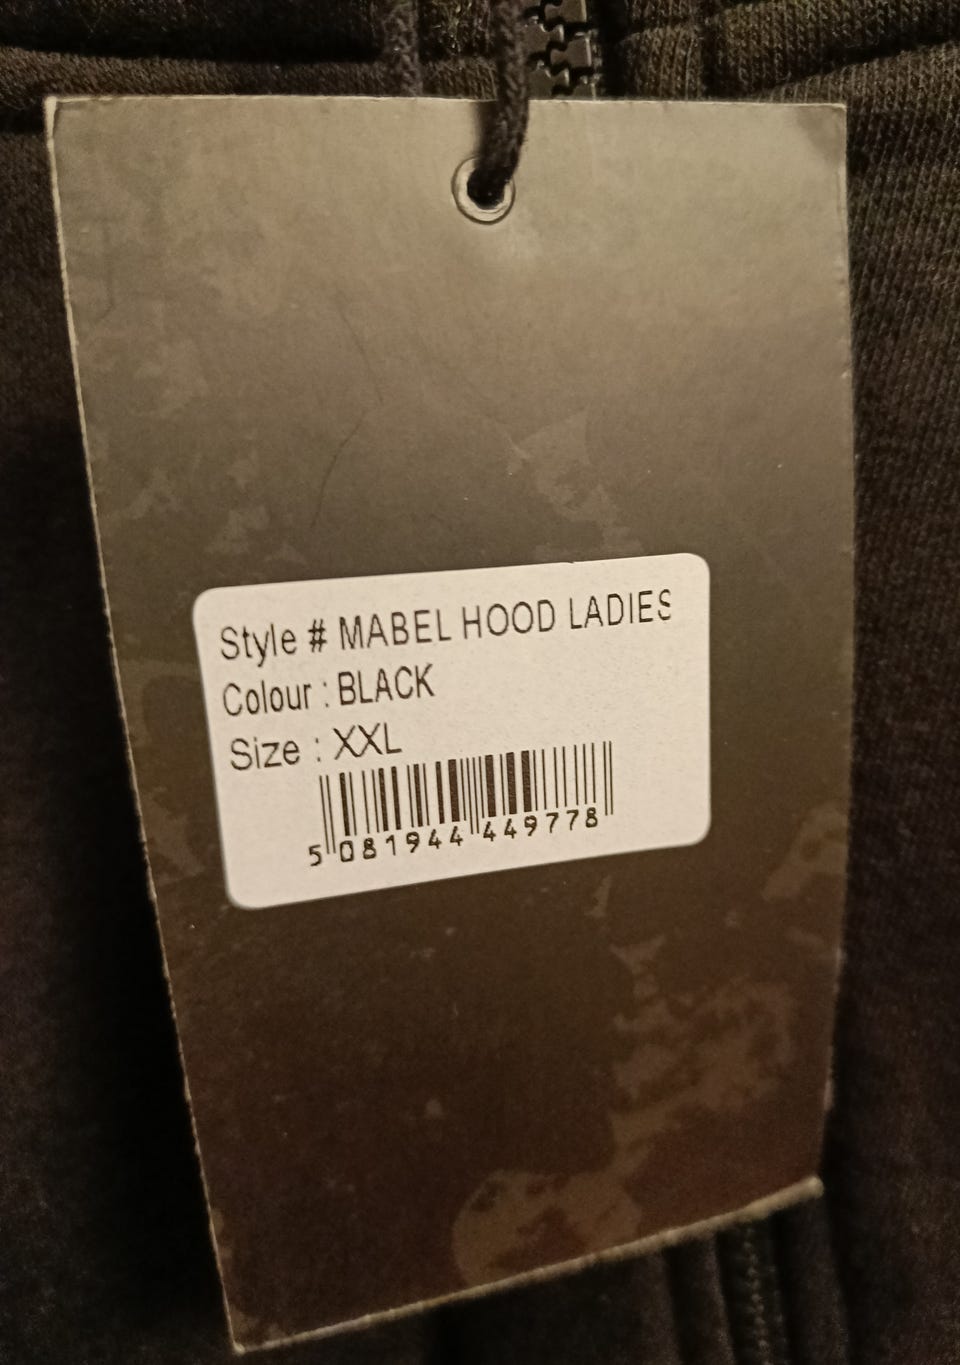 Style # MABEL HOOD LADIES
Colour : BLACK
Size : XXL
5 081944 449778